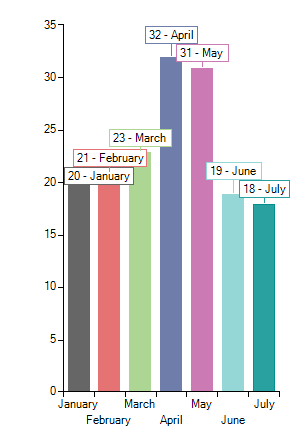 35
32 - April
31 - May
30
25
23 - March
21 - February
19 - June
20 - January
18 - July
20
15
10
5
0
January
March
May
July
February
April
June